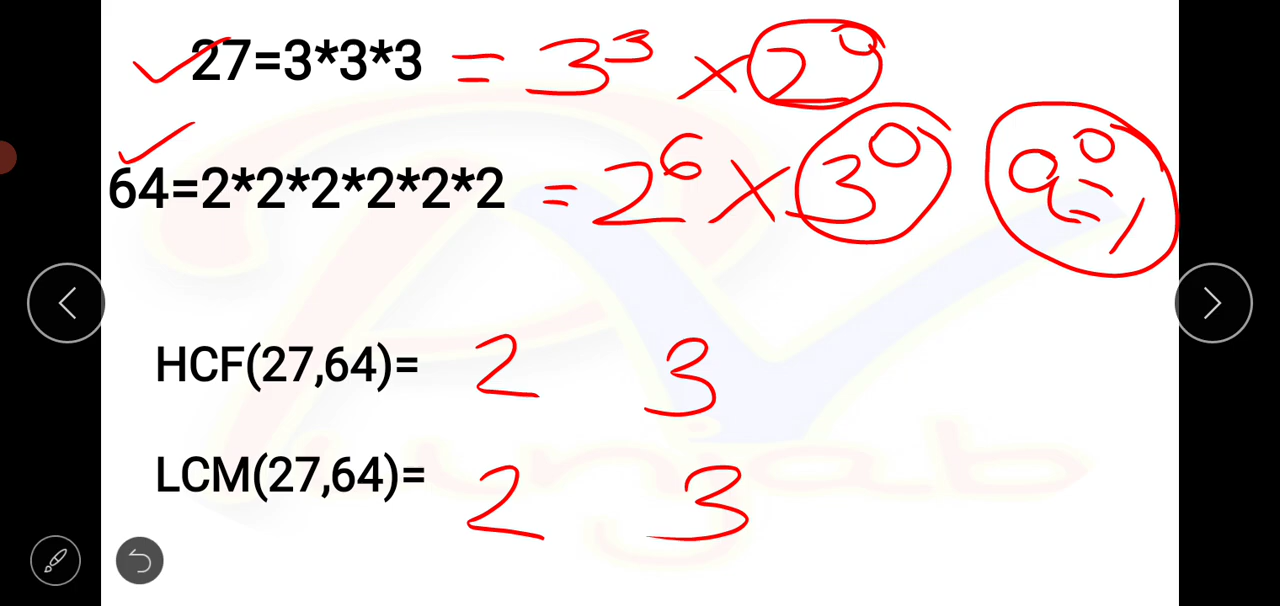 27=3*3*3 = 3³ × 2⁰
64=2*2*2*2*2*2 = 2⁶ × 3⁰ a⁰=1
HCF(27,64)= 2 3
LCM(27,64)= 2 3
unjab